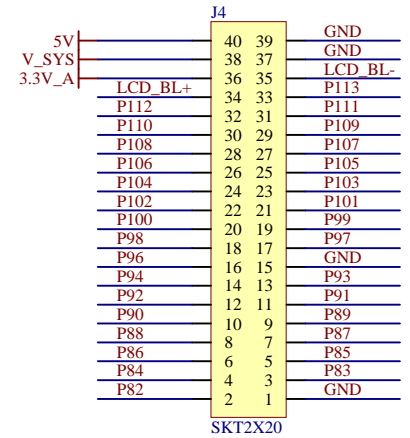 J4
5V 40 39 GND
V_SYS 38 37 GND
3.3V_A 36 35 LCD_BL-
LCD_BL+ 34 33 P113
P112 32 31 P111
P110 30 29 P109
P108 28 27 P107
P106 26 25 P105
P104 24 23 P103
P102 22 21 P101
P100 20 19 P99
P98 18 17 P97
P96 16 15 GND
P94 14 13 P93
P92 12 11 P91
P90 10 9 P89
P88 8 7 P87
P86 6 5 P85
P84 4 3 P83
P82 2 1 GND
SKT2X20